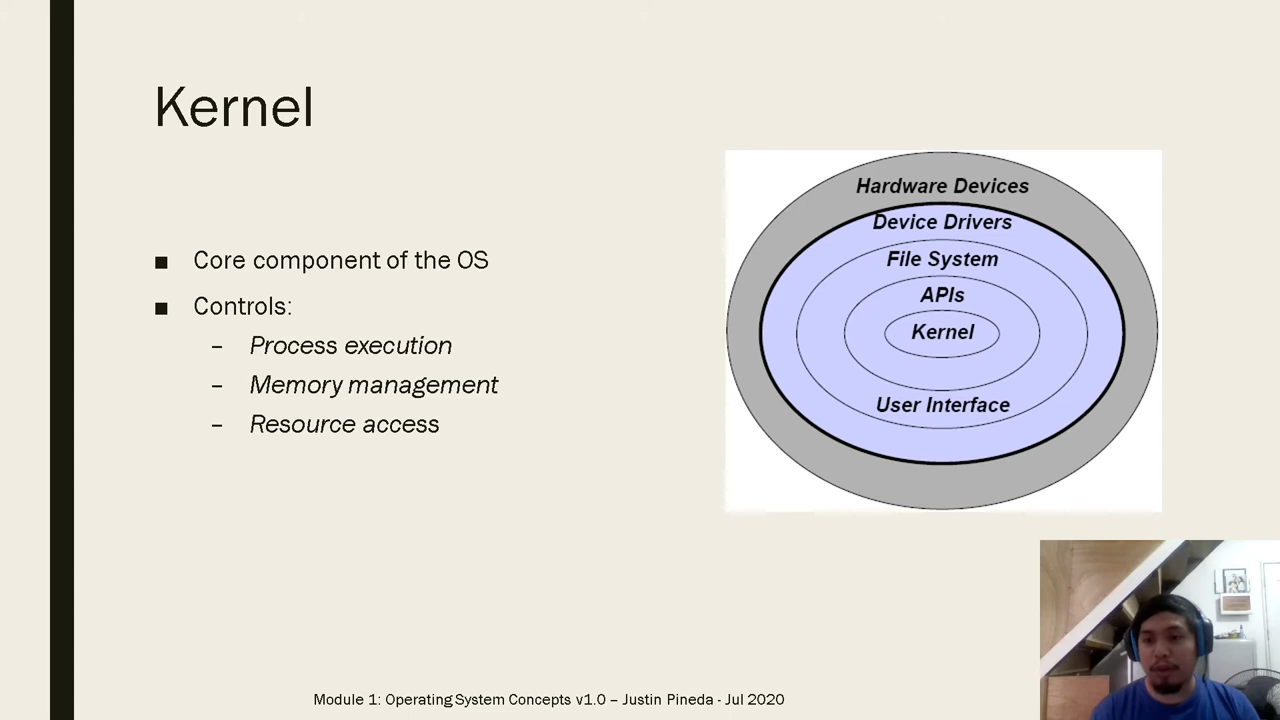 Kernel
■ Core component of the OS
■ Controls:
– Process execution
– Memory management
– Resource access
Hardware Devices
Device Drivers
File System
APIs
Kernel
User Interface
Module 1: Operating System Concepts v1.0 – Justin Pineda - Jul 2020